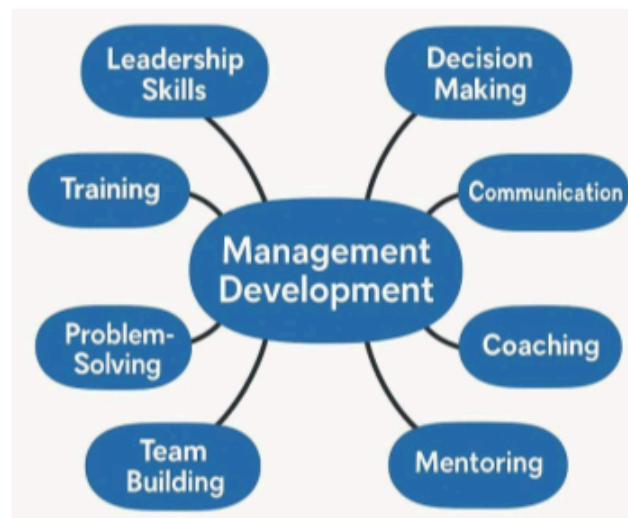 Leadership
Skills
Decision
Making
Training
Communication
Management
Development
Problem-
Solving
Coaching
Team
Building
Mentoring